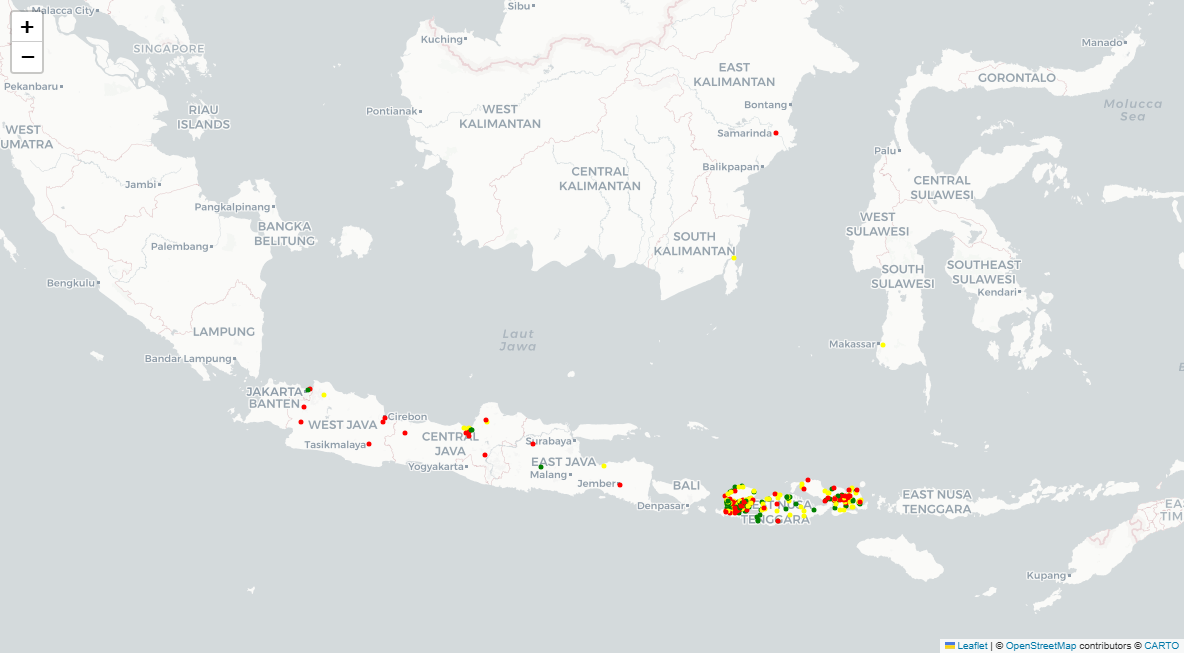 +
−
Malacca City
SINGAPORE
Pekanbaru
RIAU
ISLANDS
WEST
UMATRA
Jambi
Pangkalpinang
BANGKA
BELITUNG
Palembang
Bengkulu
LAMPUNG
Bandar Lampung
Sibu
Kuching
Pontianak
WEST
KALIMANTAN
EAST
KALIMANTAN
Bontang
Samarinda
Balikpapan
CENTRAL
KALIMANTAN
SOUTH
KALIMANTAN
Manado
GORONTALO
Molucca
Sea
Palu
CENTRAL
SULAWESI
WEST
SULAWESI
SOUTH
SULAWESI
SOUTHEAST
SULAWESI
Kendari
Makassar
Laut
Jawa
JAKARTA
BANTEN
WEST JAVA
Cirebon
Tasikmalaya
CENTRAL
JAVA
Yogyakarta
Surabaya
EAST JAVA
Malang
Jember
BALI
Denpasar
WEST NUSA
TENGGARA
EAST NUSA
TENGGARA
EAS
TIM
Kupang
Leaflet | © OpenStreetMap contributors © CARTO